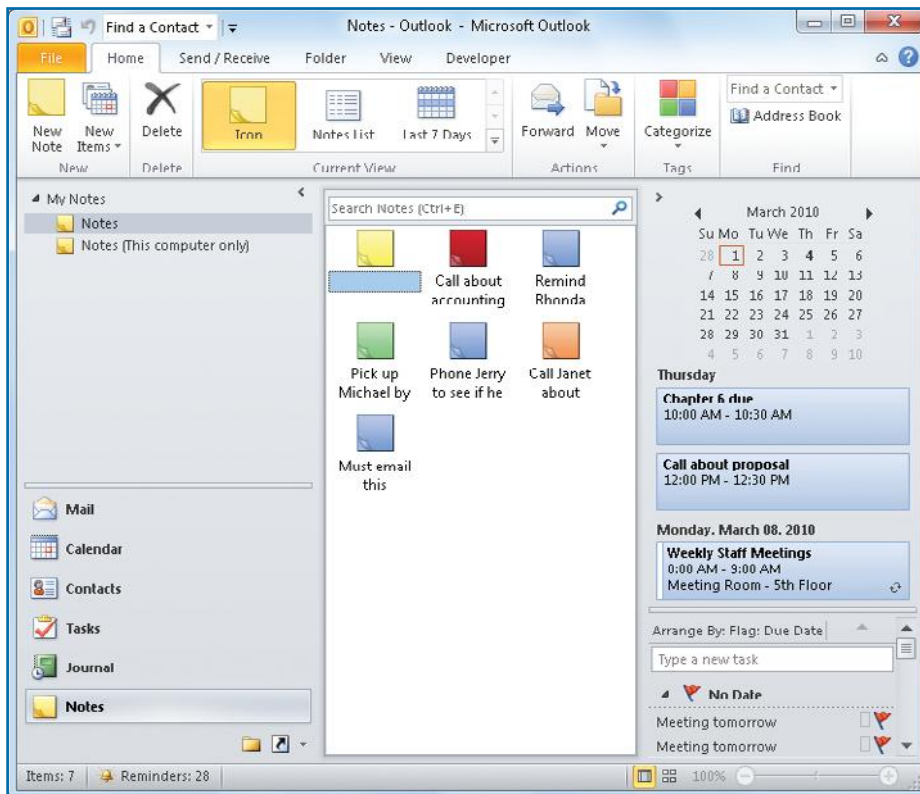 Find a Contact
Notes - Outlook - Microsoft Outlook
File Home Send / Receive Folder View Developer
New Note
New Items
Delete
Icon
Notes List
Last 7 Days
Forward
Move
Categorize
Find a Contact
Address Book
New Delete Current View Actions Tags Find
My Notes
Notes
Notes (This computer only)
Mail
Calendar
Contacts
Tasks
Journal
Notes
Search Notes (Ctrl+E)
Call about
accounting
Remind
Rhonda
Pick up
Michael by
Phone Jerry
to see if he
Call Janet
about
Must email
this
March 2010
Su Mo Tu We Th Fr Sa
28 1 2 3 4 5 6
7 8 9 10 11 12 13
14 15 16 17 18 19 20
21 22 23 24 25 26 27
28 29 30 31 1 2 3
4 5 6 7 8 9 10
Thursday
Chapter 6 due
10:00 AM - 10:30 AM
Call about proposal
12:00 PM - 12:30 PM
Monday, March 08, 2010
Weekly Staff Meetings
0:00 AM - 9:00 AM
Meeting Room - 5th Floor
Arrange By: Flag: Due Date
Type a new task
No Date
Meeting tomorrow
Meeting tomorrow
Items: 7 Reminders: 28 100%